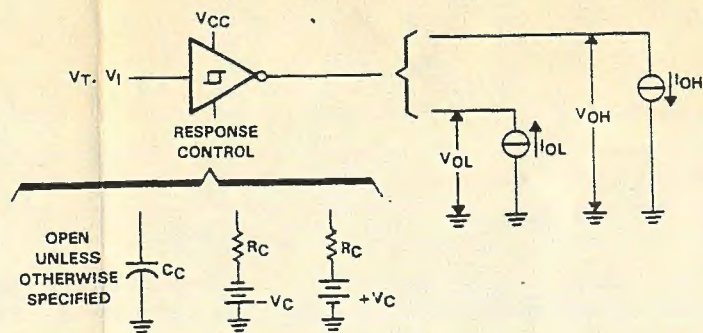 VCC
VT. VI
IOH
VOH
IOL
VOL
RESPONSE
CONTROL
OPEN
UNLESS
OTHERWISE
SPECIFIED
CC
RC
-VC
RC
+VC